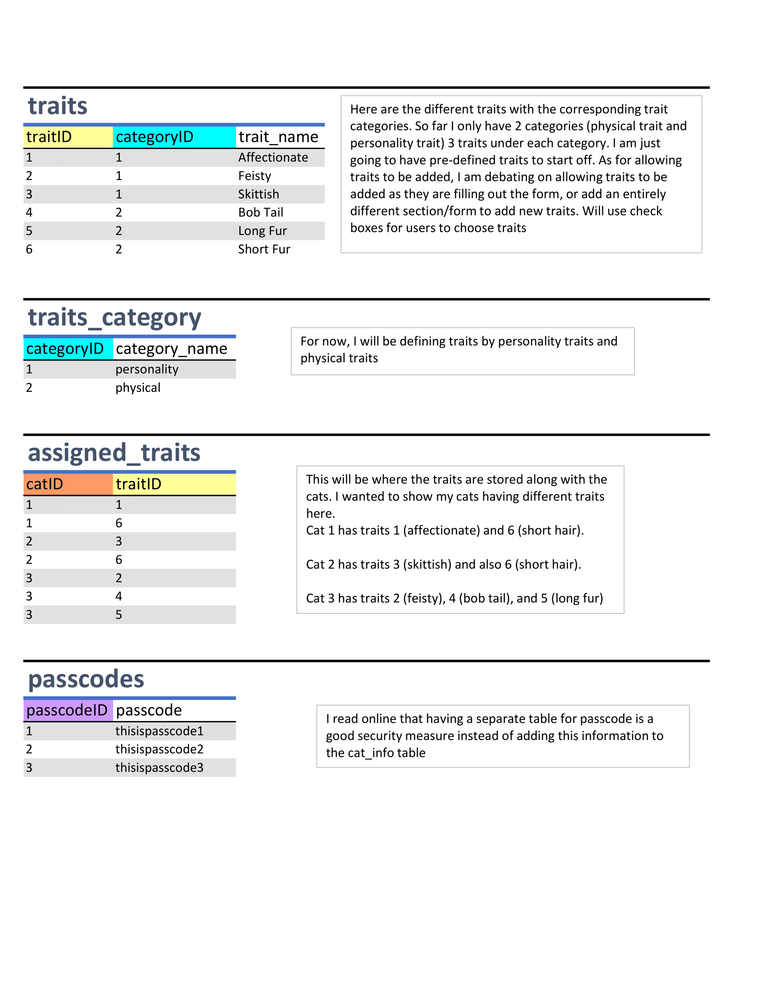 traits
traitID categoryID trait_name
1 1 Affectionate
2 1 Feisty
3 1 Skittish
4 2 Bob Tail
5 2 Long Fur
6 2 Short Fur
Here are the different traits with the corresponding trait
categories. So far I only have 2 categories (physical trait and
personality trait) 3 traits under each category. I am just
going to have pre-defined traits to start off. As for allowing
traits to be added, I am debating on allowing traits to be
added as they are filling out the form, or add an entirely
different section/form to add new traits. Will use check
boxes for users to choose traits
traits_category
categoryID category_name
1 personality
2 physical
For now, I will be defining traits by personality traits and
physical traits
assigned_traits
catID traitID
1 1
1 6
2 3
2 6
3 2
3 4
3 5
This will be where the traits are stored along with the
cats. I wanted to show my cats having different traits
here.
Cat 1 has traits 1 (affectionate) and 6 (short hair).
Cat 2 has traits 3 (skittish) and also 6 (short hair).
Cat 3 has traits 2 (feisty), 4 (bob tail), and 5 (long fur)
passcodes
passcodeID passcode
1 thisispasscode1
2 thisispasscode2
3 thisispasscode3
I read online that having a separate table for passcode is a
good security measure instead of adding this information to
the cat_info table